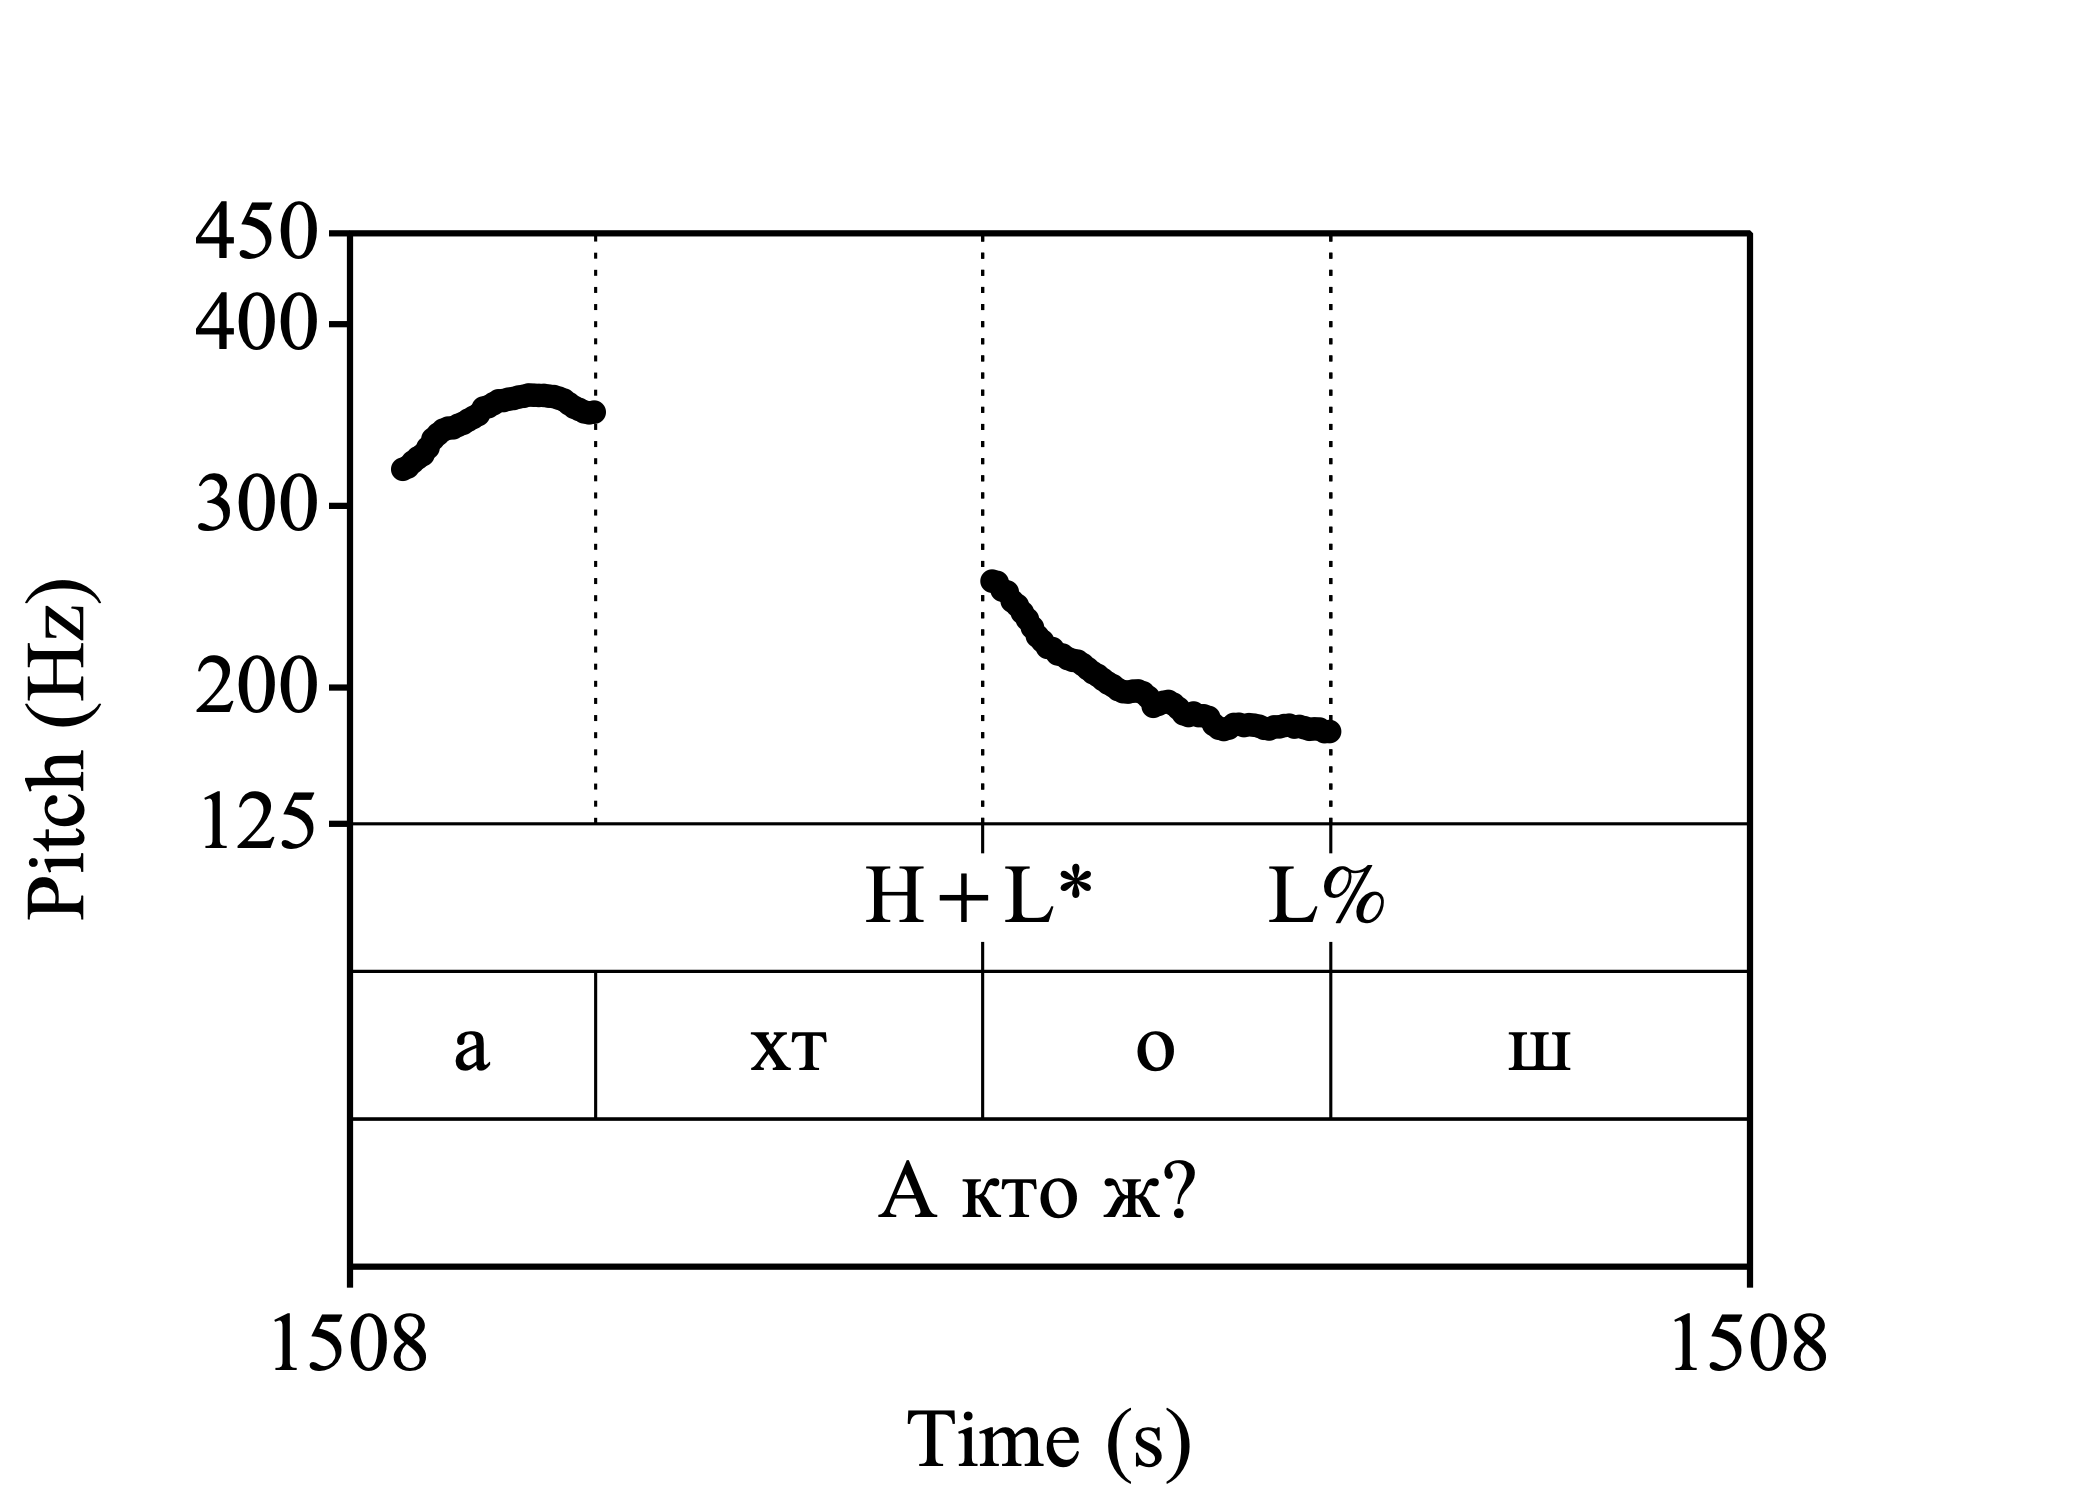 450
400
300
200
125
Pitch (Hz)
H+L* L%
а хт о ш
А кто ж?
1508 1508
Time (s)